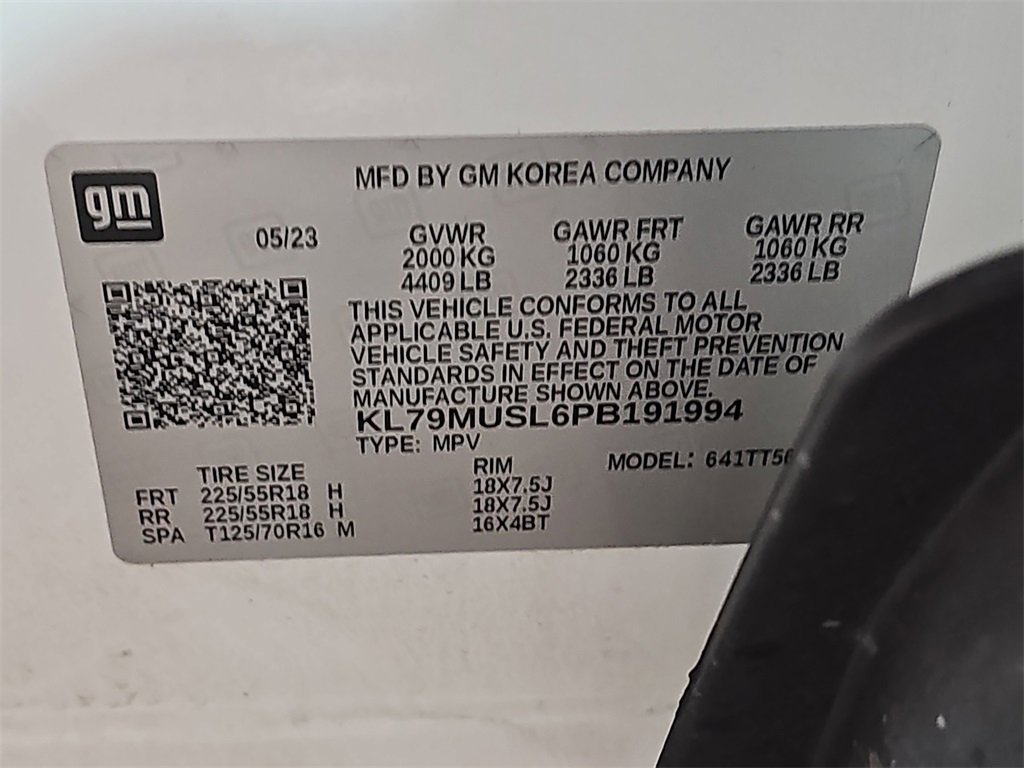 gm
MFD BY GM KOREA COMPANY
05/23
GVWR GAWR FRT GAWR RR
2000 KG 1060 KG 1060 KG
4409 LB 2336 LB 2336 LB
THIS VEHICLE CONFORMS TO ALL
APPLICABLE U.S. FEDERAL MOTOR
VEHICLE SAFETY AND THEFT PREVENTION
STANDARDS IN EFFECT ON THE DATE OF
MANUFACTURE SHOWN ABOVE.
KL79MUSL6PB191994
TYPE: MPV MODEL:
TIRE SIZE RIM
FRT 225/55R18 H 18X7.5J
RR 225/55R18 H 18X7.5J
SPA T125/70R16 M 16X4BT